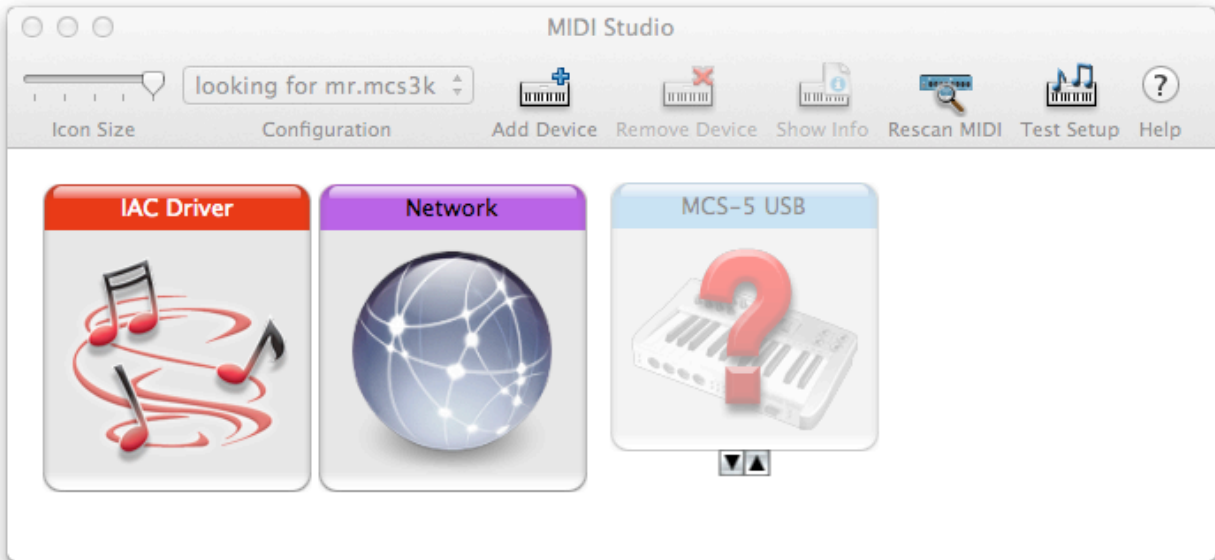 MIDI Studio
looking for mr.mcs3k
Icon Size
Configuration
Add Device
Remove Device
Show Info
Rescan MIDI
Test Setup
?
Help
IAC Driver
Network
MCS-5 USB
?